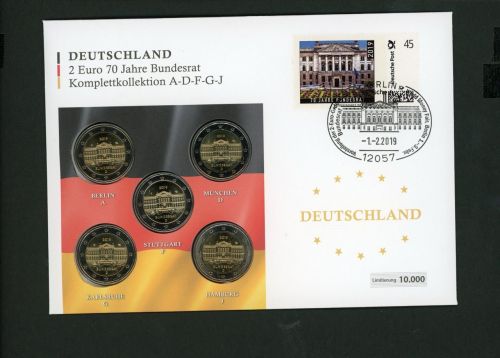 DEUTSCHLAND
2 Euro 70 Jahre Bundesrat
Komplettkollektion A-D-F-G-J
BERLIN
A
MÜNCHEN
D
STUTTGART
F
KARLSRUHE
G
HAMBURG
J
2019
45
Deutsche Post
70 JAHRE BUNDESRAT
BERLIN
-1.-2.2019
12057
DEUTSCHLAND
Limitierung 10.000